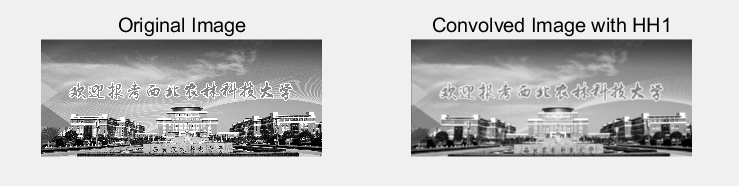 Original Image
Convolved Image with HH1
欢迎报考西北农林科技大学
欢迎报考西北农林科技大学